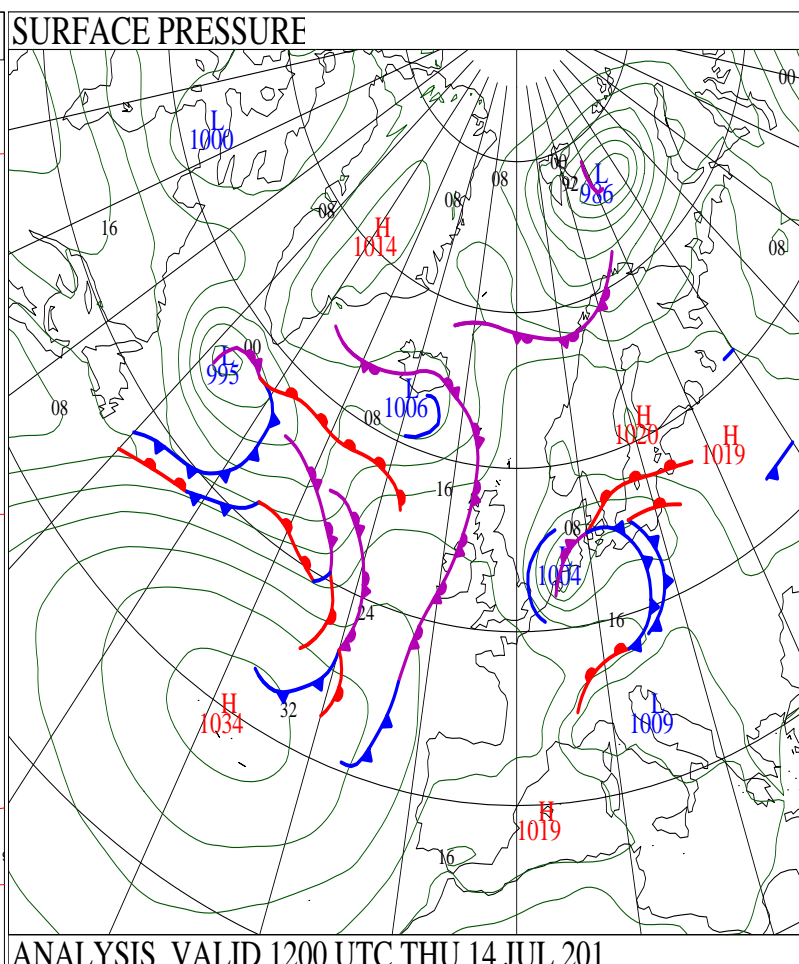 SURFACE PRESSURE
00
L
1000
00
L
92
986
08
08
08
16
H
1014
08
00
L
995
L
1006
08
08
H
1020
H
1019
16
08
L
1004
24
16
H
1034
32
L
1009
H
1019
16
ANALYSIS VALID 1200 UTC THU 14 JUL 201